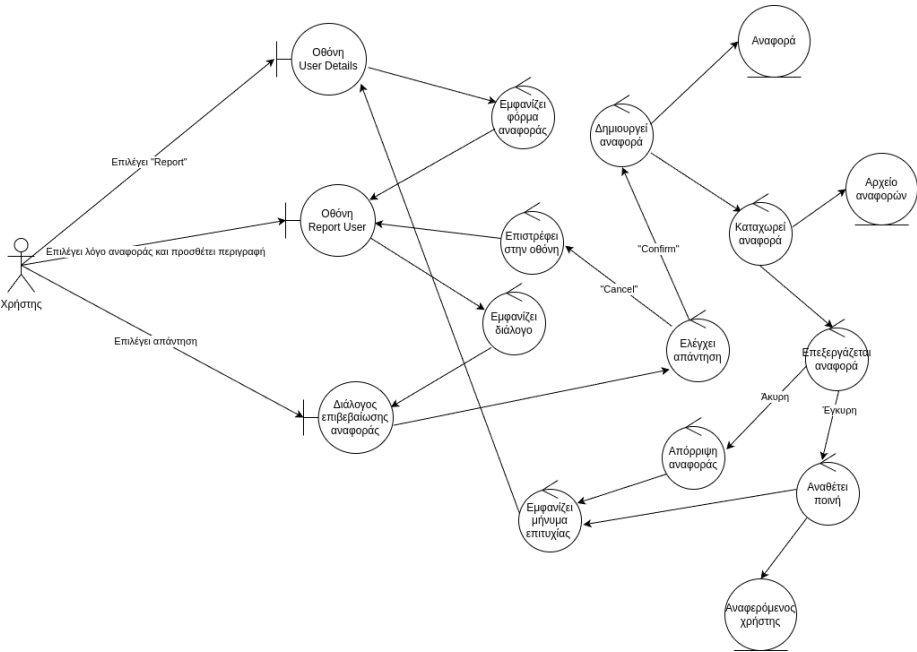 Οθόνη
User Details
Αναφορά
Εμφανίζει
φόρμα
αναφοράς
Δημιουργεί
αναφορά
Επιλέγει "Report"
Αρχείο
αναφορών
Οθόνη
Report User
Επιστρέφει
στην οθόνη
Καταχωρεί
αναφορά
Επιλέγει λόγο αναφοράς και προσθέτει περιγραφή
"Confirm"
"Cancel"
Χρήστης
Εμφανίζει
διάλογο
Επιλέγει απάντηση
Ελέγχει
απάντηση
Επεξεργάζεται
αναφορά
Άκυρη
Έγκυρη
Διάλογος
επιβεβαίωσης
αναφοράς
Απόρριψη
αναφοράς
Αναθέτει
ποινή
Εμφανίζει
μήνυμα
επιτυχίας
Αναφερόμενος
χρήστης